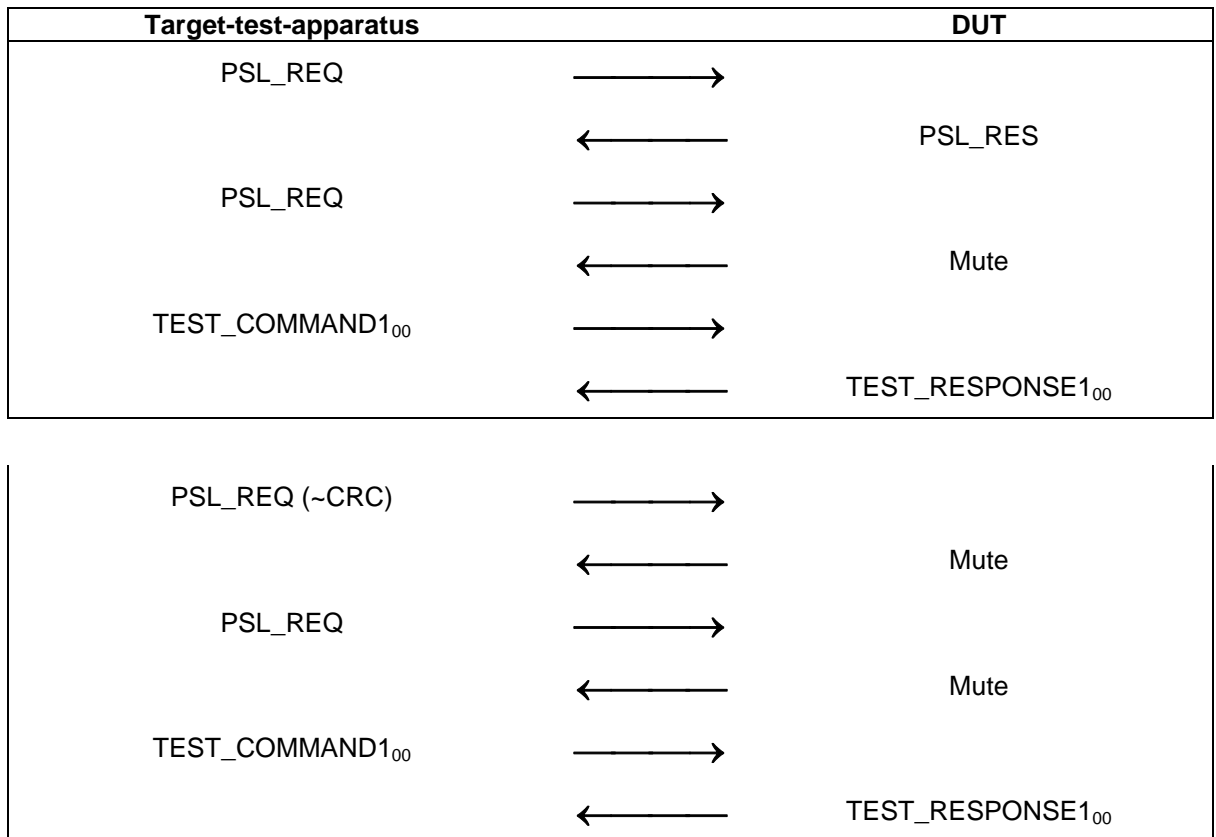 Target-test-apparatus DUT
PSL_REQ
PSL_RES
PSL_REQ
Mute
TEST_COMMAND1₀₀
TEST_RESPONSE1₀₀
PSL_REQ (~CRC)
Mute
PSL_REQ
Mute
TEST_COMMAND1₀₀
TEST_RESPONSE1₀₀